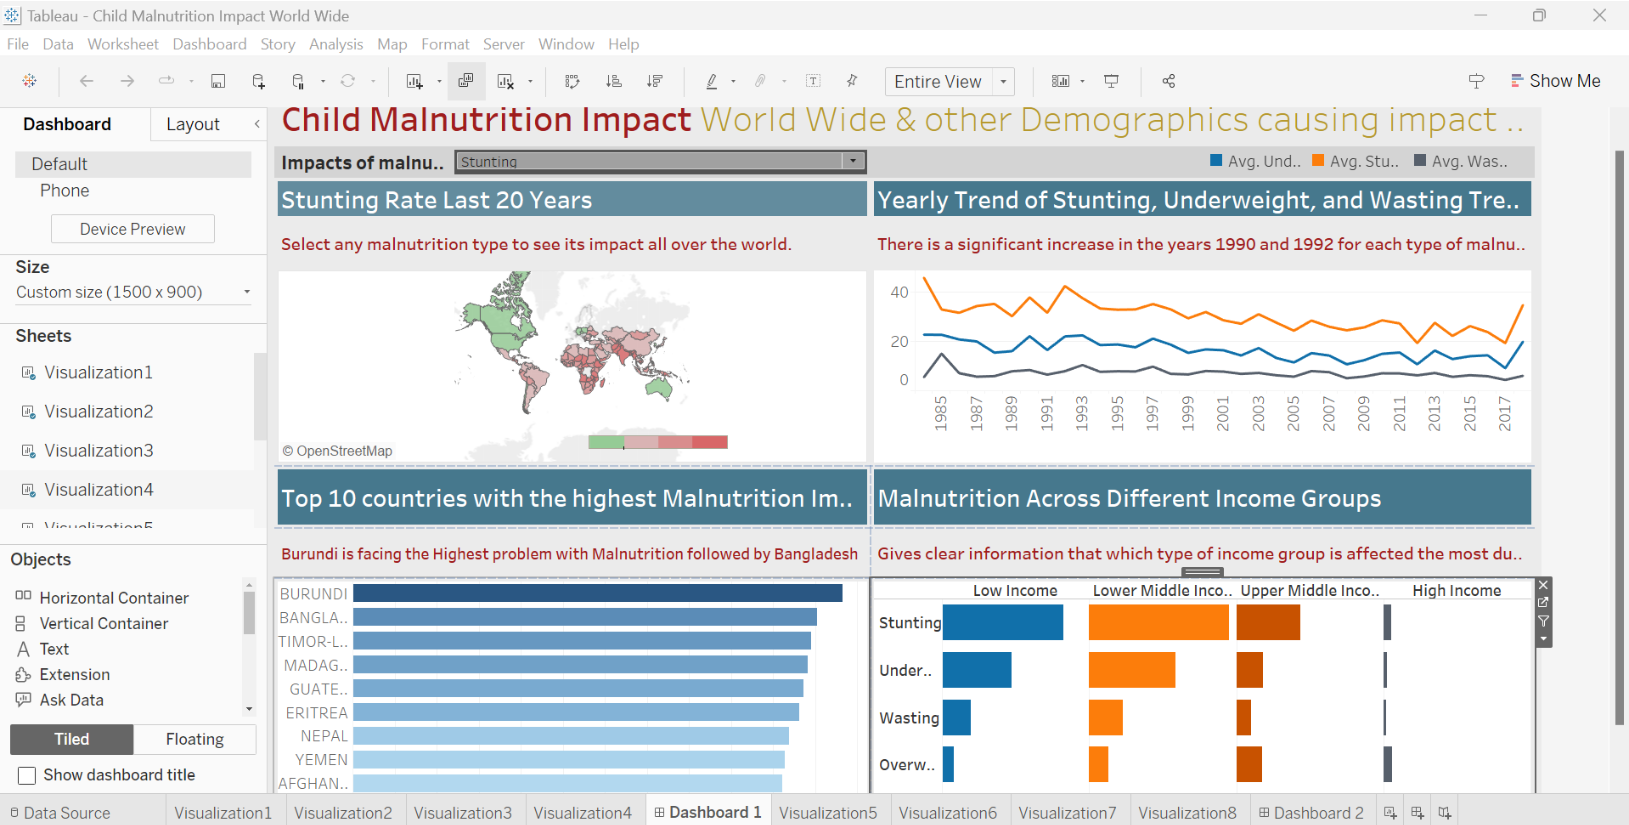 Tableau - Child Malnutrition Impact World Wide
File Data Worksheet Dashboard Story Analysis Map Format Server Window Help
Entire View
Show Me
Dashboard Layout
Default
Phone
Device Preview
Size
Custom size (1500 x 900)
Sheets
Visualization1
Visualization2
Visualization3
Visualization4
Visualization5
Objects
Horizontal Container
Vertical Container
Text
Extension
Ask Data
Tiled Floating
Show dashboard title
Child Malnutrition Impact World Wide & other Demographics causing impact ..
Impacts of malnu.. Stunting
Avg. Und.. Avg. Stu.. Avg. Was..
Stunting Rate Last 20 Years
Select any malnutrition type to see its impact all over the world.
© OpenStreetMap
Yearly Trend of Stunting, Underweight, and Wasting Tre..
There is a significant increase in the years 1990 and 1992 for each type of malnu..
40
20
0
1985 1987 1989 1991 1993 1995 1997 1999 2001 2003 2005 2007 2009 2011 2013 2015 2017
Top 10 countries with the highest Malnutrition Im..
Burundi is facing the Highest problem with Malnutrition followed by Bangladesh
BURUNDI
BANGLA..
TIMOR-L..
MADAG..
GUATE..
ERITREA
NEPAL
YEMEN
AFGHAN..
Malnutrition Across Different Income Groups
Gives clear information that which type of income group is affected the most du..
Low Income Lower Middle Inco.. Upper Middle Inco.. High Income
Stunting
Under..
Wasting
Overw..
Data Source Visualization1 Visualization2 Visualization3 Visualization4 Dashboard 1 Visualization5 Visualization6 Visualization7 Visualization8 Dashboard 2